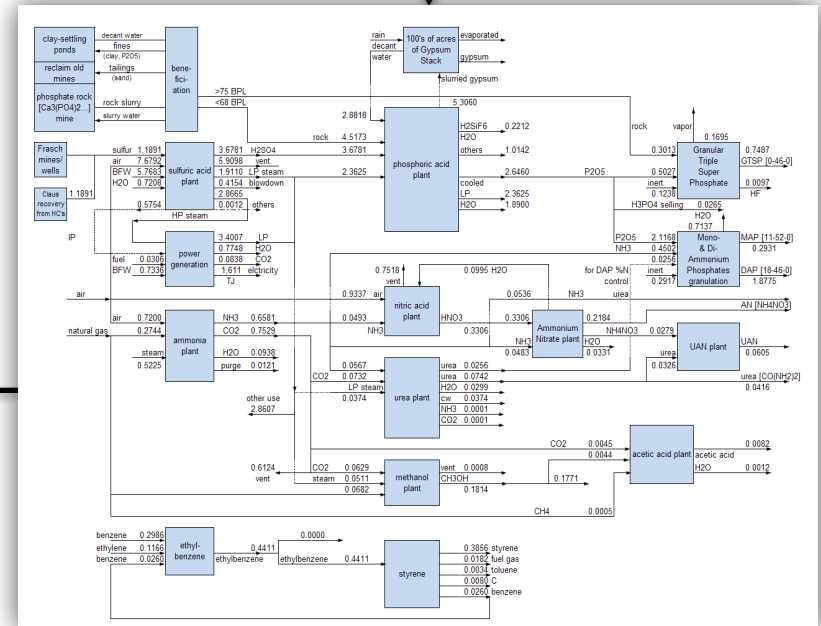 clay-settling
ponds
reclaim old
mines
phosphate rock
[Ca3(PO4)2...]
mine
decant water
fines
(clay, P2O5)
tailings
(sand)
rock slurry
slurry water
bene-
fici-
ation
>75 BPL
<68 BPL
rain
decant
water
100's of acres
of Gypsum
Stack
evaporated
gypsum
slurried gypsum
5.3060
2.8818
rock 4.5173
3.6781
2.3625
phosphoric acid
plant
H2SiF6 0.2212
H2O
others 1.0142
2.6460
cooled
LP 2.3625
H2O 1.8900
rock
vapor
0.1695
0.3013
P2O5 0.5027
inert
0.1238
Granular
Triple
Super
Phosphate
0.7487
GTSP [0-46-0]
0.0097
HF
H3PO4 selling 0.0265
H2O
0.7137
P2O5 2.1168
NH3 0.4502
0.0256
for DAP %N
control
inert
0.2917
Mono-
& Di-
Ammonium
Phosphates
granulation
MAP [11-52-0]
0.2931
DAP [18-46-0]
1.8775
Frasch
mines/
wells
Claus
recovery
from HC's
1.1891
sulfur 1.1891
air 7.6792
BFW 5.7683
H2O 0.7208
0.5754
sulfuric acid
plant
3.6781 H2SO4
5.9098 vent
1.9110 LP steam
0.4154 blowdown
2.8665
0.0012 others
HP steam
IP
fuel 0.0306
BFW 0.7336
power
generation
3.4007 LP
0.7748 H2O
0.0838 CO2
1,611 elctricity
TJ
air
0.9337 air
0.7518
vent
0.0995 H2O
0.0493
NH3
nitric acid
plant
HNO3
0.3306
0.0536 NH3 urea
0.3306
NH3
0.0483
Ammonium
Nitrate plant
0.2184
NH4NO3
H2O
0.0331
AN [NH4NO3]
0.0279
urea
0.0326
UAN plant
UAN
0.0605
urea [CO(NH2)2]
0.0416
natural gas
air 0.7200
0.2744
steam
0.5225
ammonia
plant
NH3 0.6581
CO2 0.7529
H2O 0.0938
purge 0.0121
0.0567
CO2 0.0732
LP steam
0.0374
urea plant
urea 0.0256
urea 0.0742
H2O 0.0299
cw 0.0374
NH3 0.0001
CO2 0.0001
other use
2.8607
0.6124
vent
CO2 0.0629
steam 0.0511
0.0682
methanol
plant
vent 0.0008
CH3OH
0.1814
0.1771
CO2 0.0045
0.0044
CH4 0.0005
acetic acid plant
0.0082
acetic acid
H2O 0.0012
benzene 0.2986
ethylene 0.1166
benzene 0.0260
ethyl-
benzene
0.4411
ethylbenzene
0.0000
ethylbenzene 0.4411
styrene
0.3856 styrene
0.0182 fuel gas
0.0034 toluene
0.0080 C
0.0260 benzene